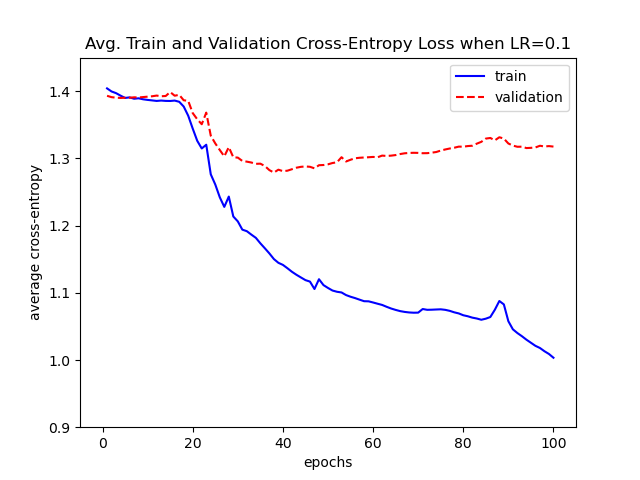 Avg. Train and Validation Cross-Entropy Loss when LR=0.1
train
validation
1.4
1.3
1.2
1.1
1.0
0.9
average cross-entropy
0 20 40 60 80 100
epochs